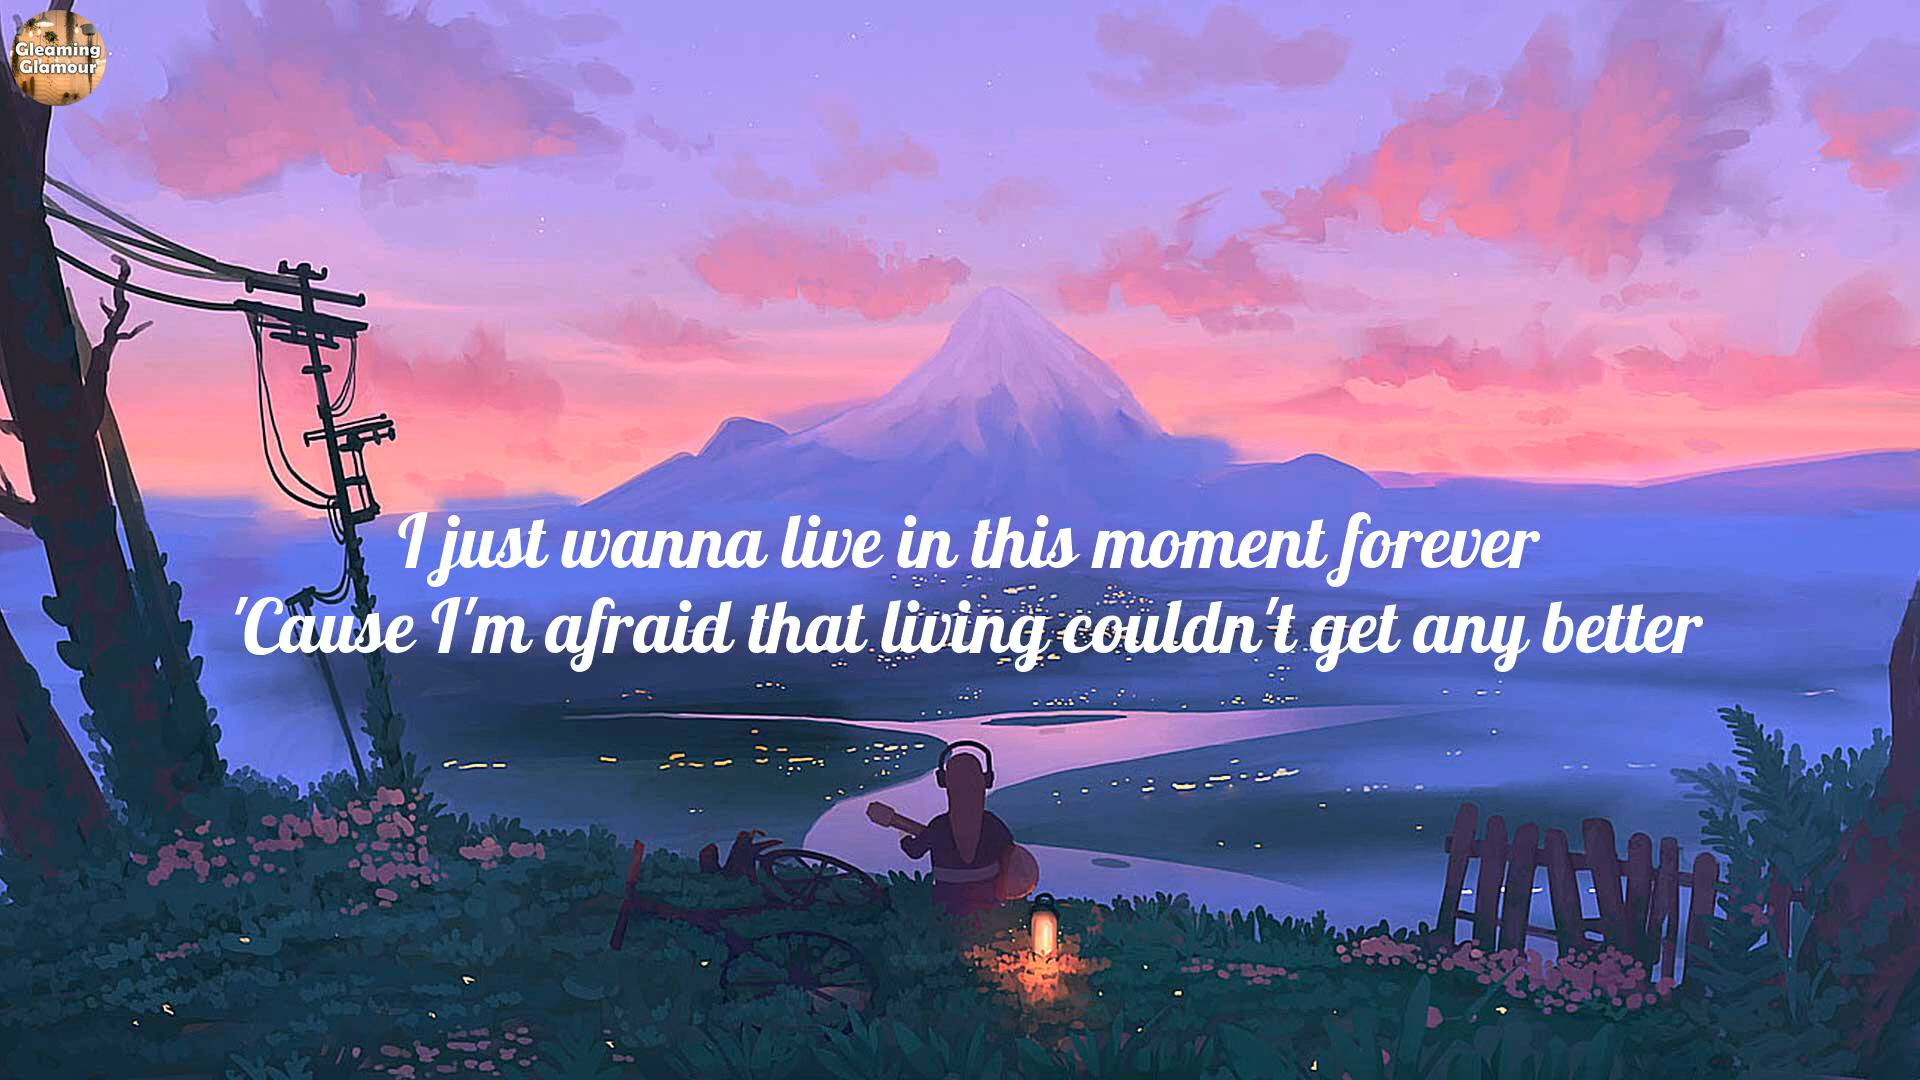 Gleaming
Glamour
I just wanna live in this moment forever
'Cause I'm afraid that living couldn't get any better